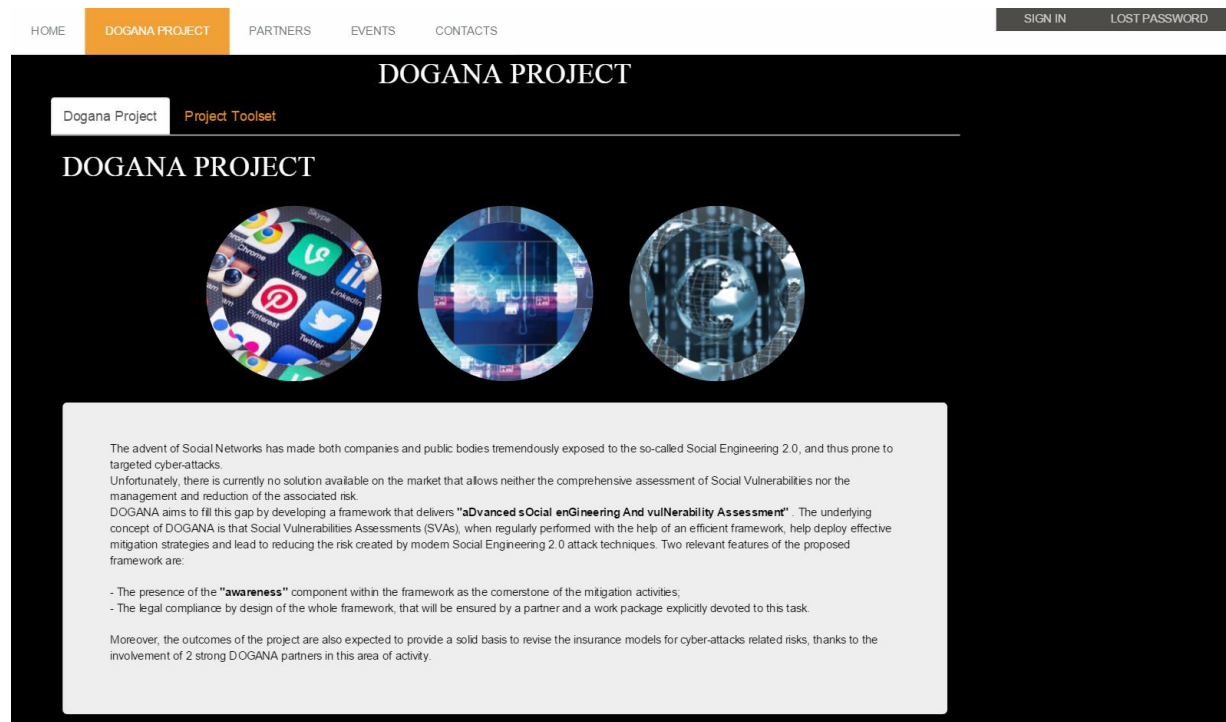 HOME DOGANA PROJECT PARTNERS EVENTS CONTACTS SIGN IN LOST PASSWORD
DOGANA PROJECT
Dogana Project Project Toolset
DOGANA PROJECT
Skype
Chrome
Chrome
Vine
LinkedIn
Pinterest
Twitter
The advent of Social Networks has made both companies and public bodies tremendously exposed to the so-called Social Engineering 2.0, and thus prone to
targeted cyber-attacks.
Unfortunately, there is currently no solution available on the market that allows neither the comprehensive assessment of Social Vulnerabilities nor the
management and reduction of the associated risk.
DOGANA aims to fill this gap by developing a framework that delivers "aDvanced sOcial enGineering And vulNerability Assessment" . The underlying
concept of DOGANA is that Social Vulnerabilities Assessments (SVAs), when regularly performed with the help of an efficient framework, help deploy effective
mitigation strategies and lead to reducing the risk created by modern Social Engineering 2.0 attack techniques. Two relevant features of the proposed
framework are:
- The presence of the "awareness" component within the framework as the cornerstone of the mitigation activities;
- The legal compliance by design of the whole framework, that will be ensured by a partner and a work package explicitly devoted to this task.
Moreover, the outcomes of the project are also expected to provide a solid basis to revise the insurance models for cyber-attacks related risks, thanks to the
involvement of 2 strong DOGANA partners in this area of activity.